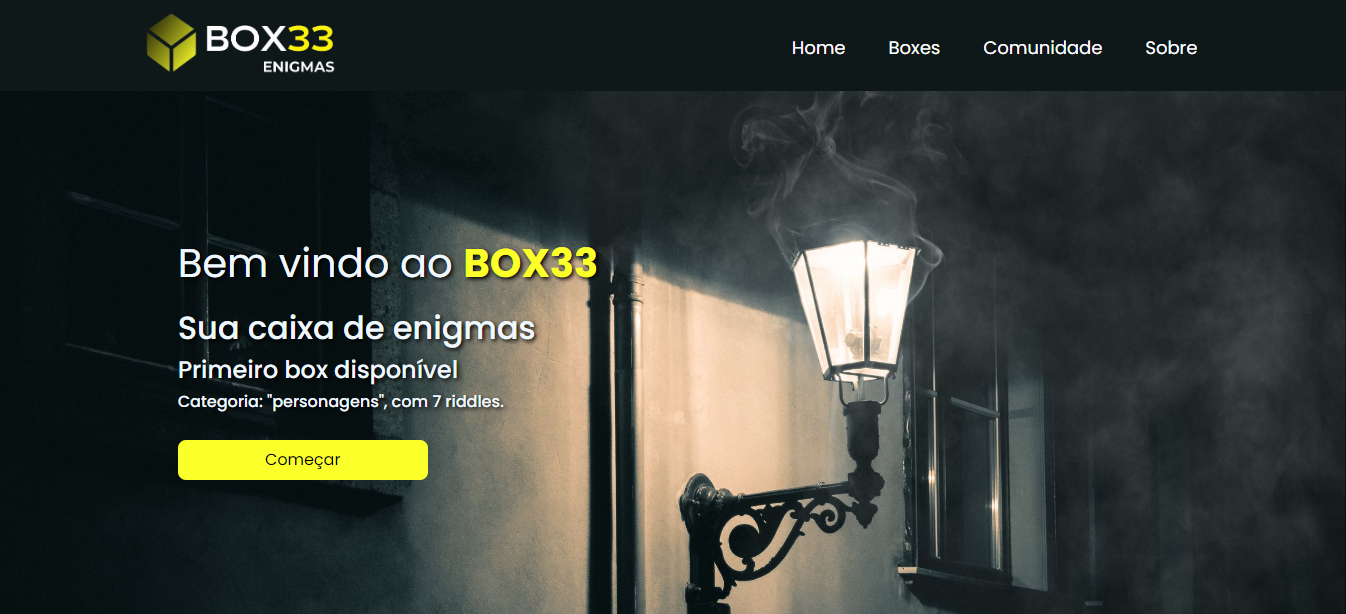 BOX33
ENIGMAS
Home Boxes Comunidade Sobre
Bem vindo ao BOX33
Sua caixa de enigmas
Primeiro box disponível
Categoria: "personagens", com 7 riddles.
Começar